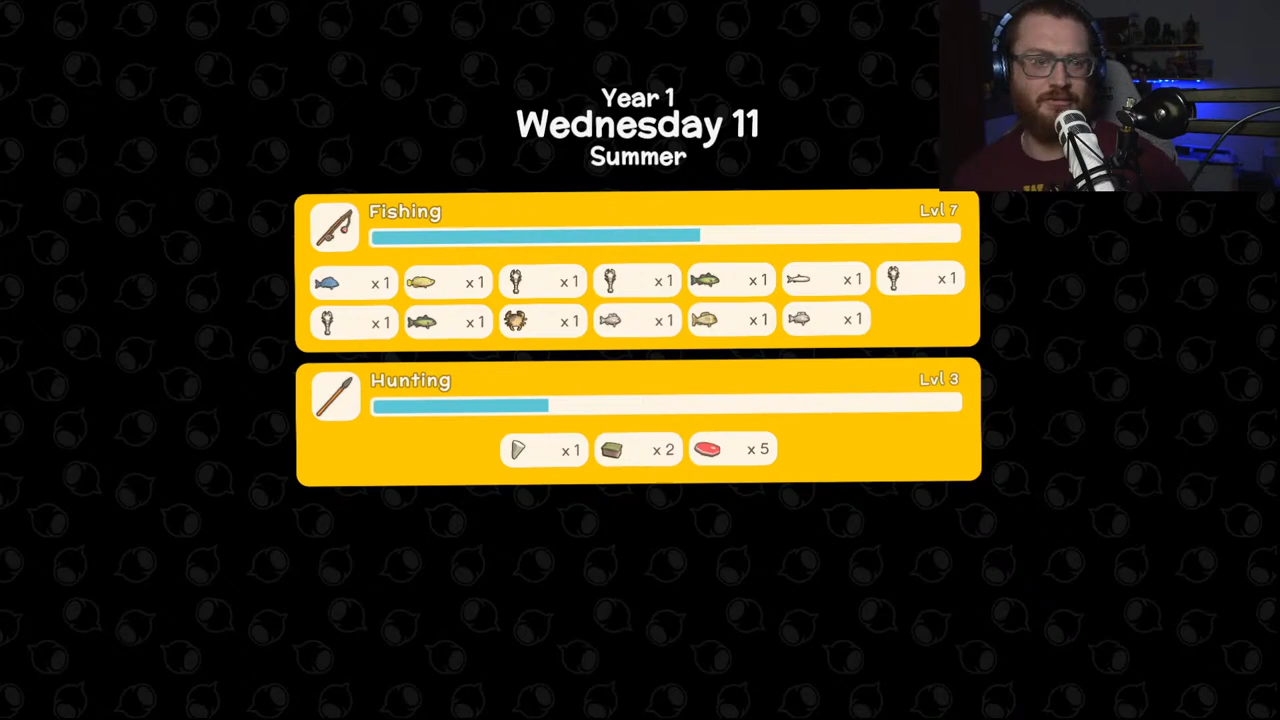 Year 1
Wednesday 11
Summer
Fishing Lvl 7
x 1 x 1 x 1 x 1 x 1 x 1 x 1
x 1 x 1 x 1 x 1 x 1 x 1
Hunting Lvl 3
x 1 x 2 x 5